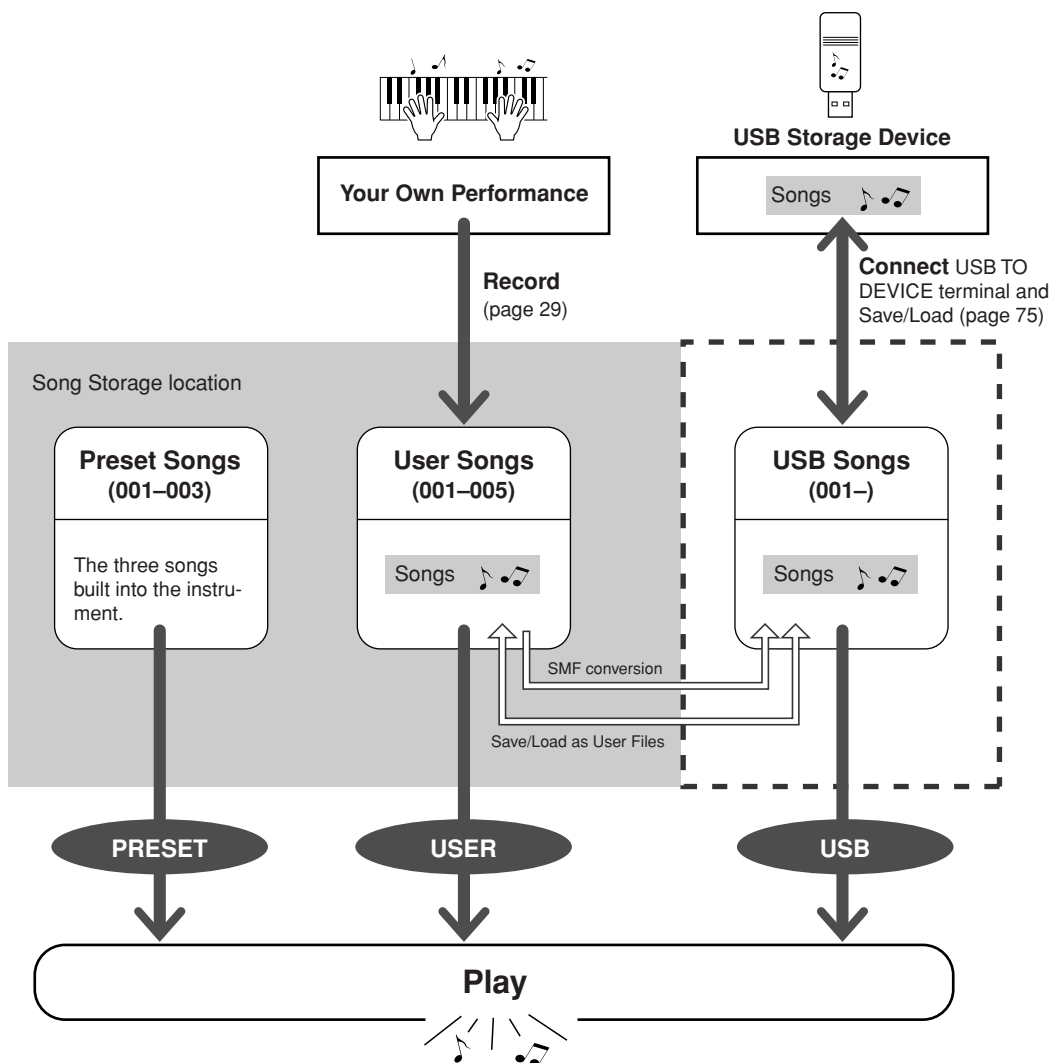 USB Storage Device
Your Own Performance
Songs
Record
(page 29)
Connect USB TO
DEVICE terminal and
Save/Load (page 75)
Song Storage location
Preset Songs
(001–003)
The three songs
built into the instru-
ment.
User Songs
(001–005)
Songs
USB Songs
(001–)
Songs
SMF conversion
Save/Load as User Files
PRESET
USER
USB
Play